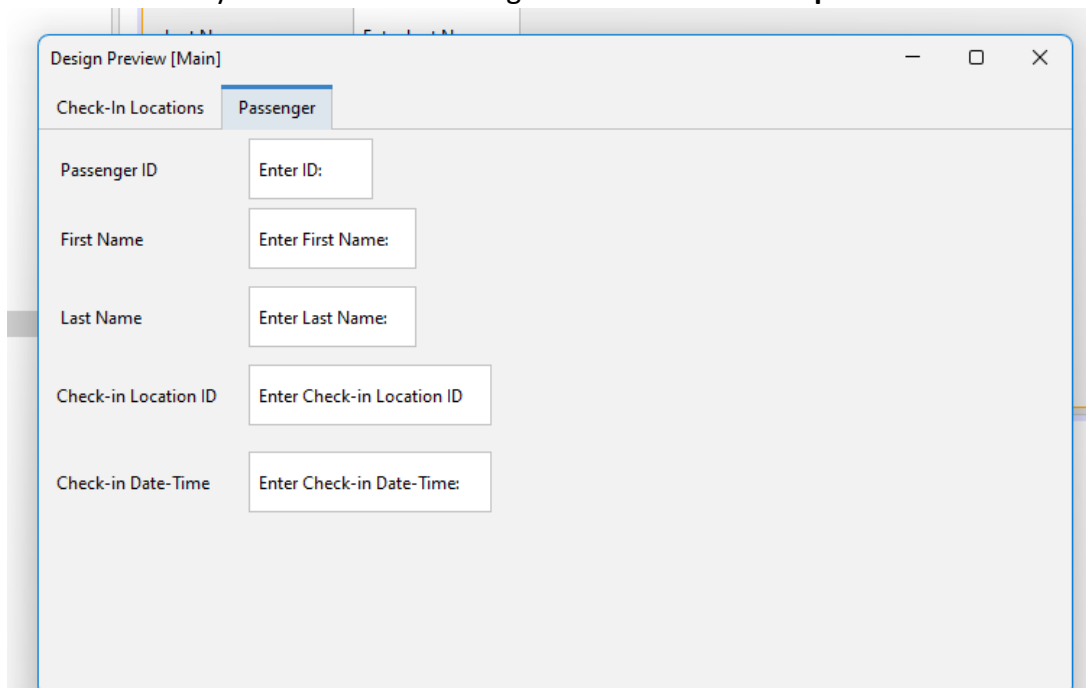 Design Preview [Main]
Check-In Locations Passenger
Passenger ID Enter ID:
First Name Enter First Name:
Last Name Enter Last Name:
Check-in Location ID Enter Check-in Location ID
Check-in Date-Time Enter Check-in Date-Time: